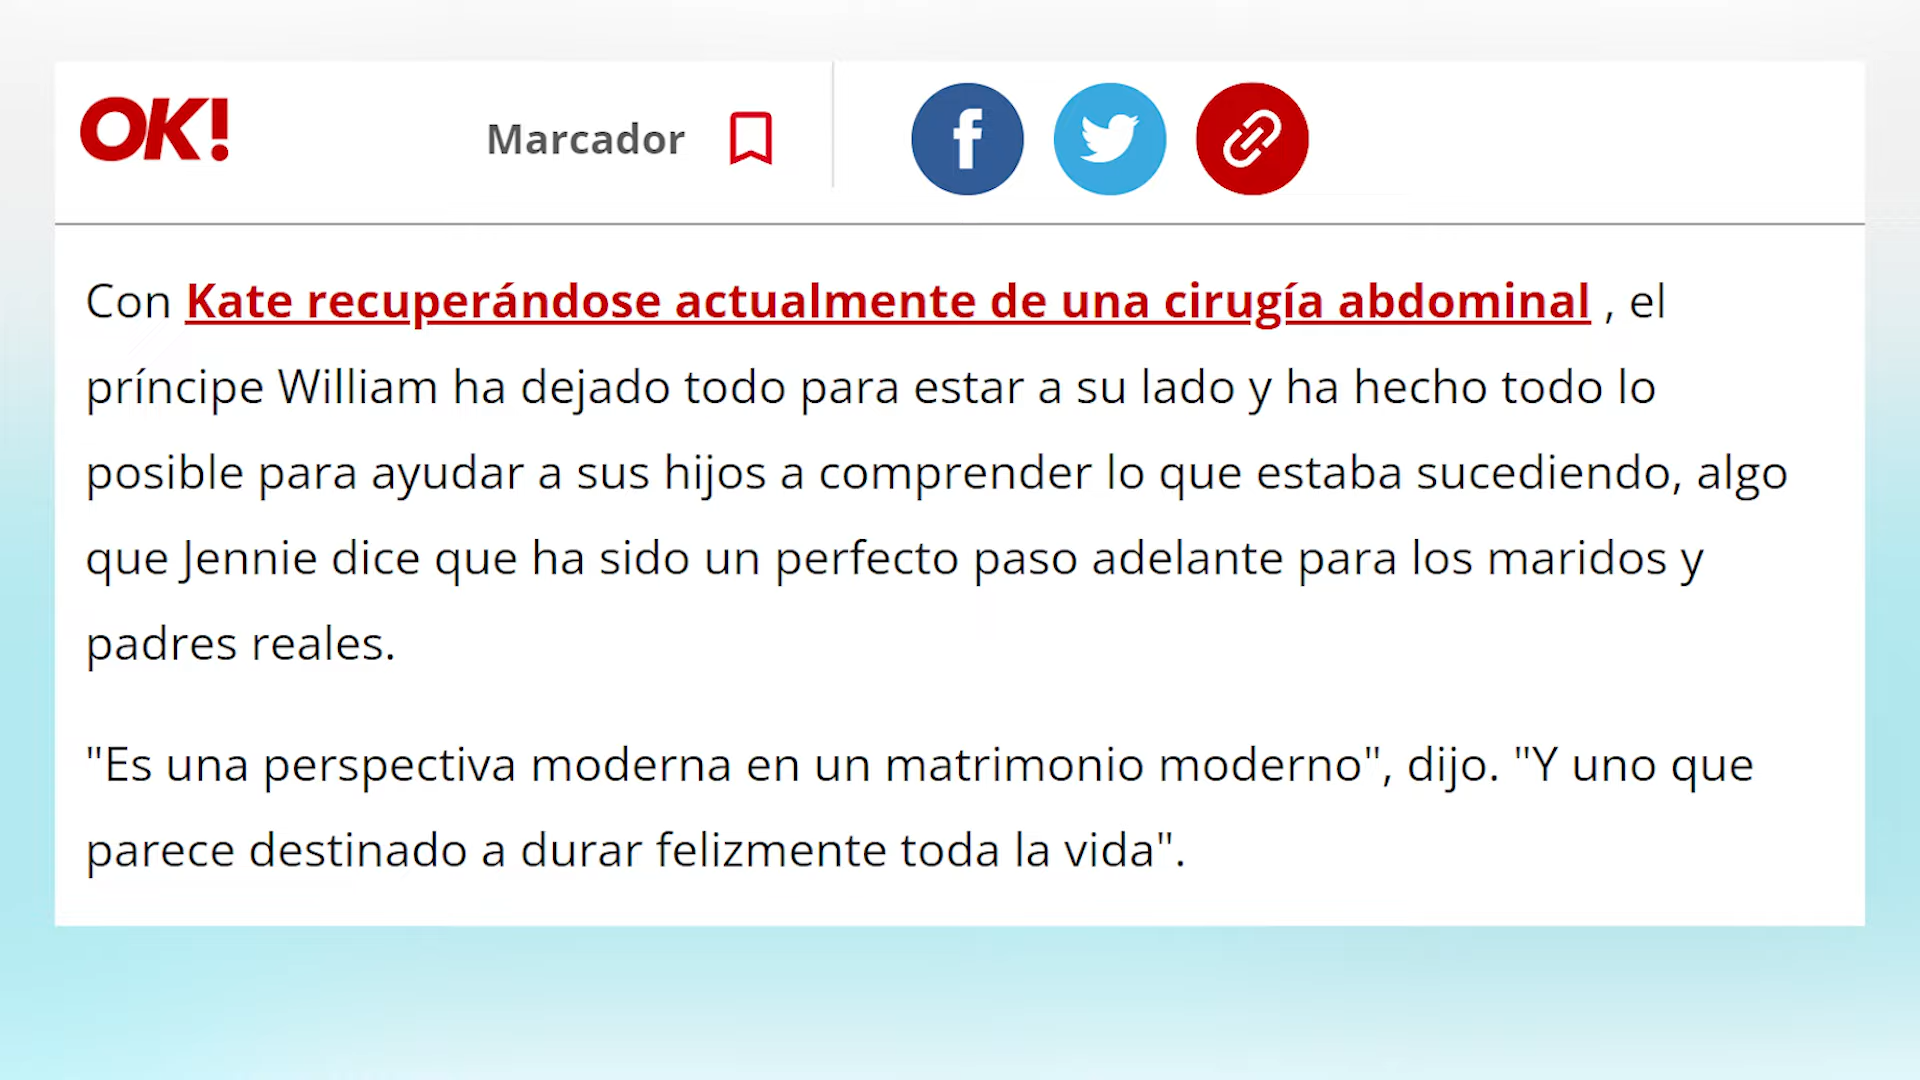 OK!
Marcador
Con Kate recuperándose actualmente de una cirugía abdominal , el
príncipe William ha dejado todo para estar a su lado y ha hecho todo lo
posible para ayudar a sus hijos a comprender lo que estaba sucediendo, algo
que Jennie dice que ha sido un perfecto paso adelante para los maridos y
padres reales.
"Es una perspectiva moderna en un matrimonio moderno", dijo. "Y uno que
parece destinado a durar felizmente toda la vida".